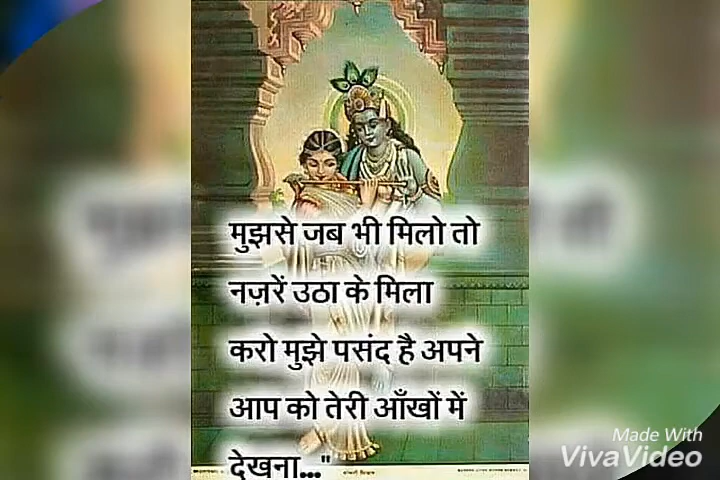 मुझसे जब भी मिलो तो
नज़रें उठा के मिला
करो मुझे पसंद है अपने
आप को तेरी आँखों में
देखना..."
Made With
VivaVideo